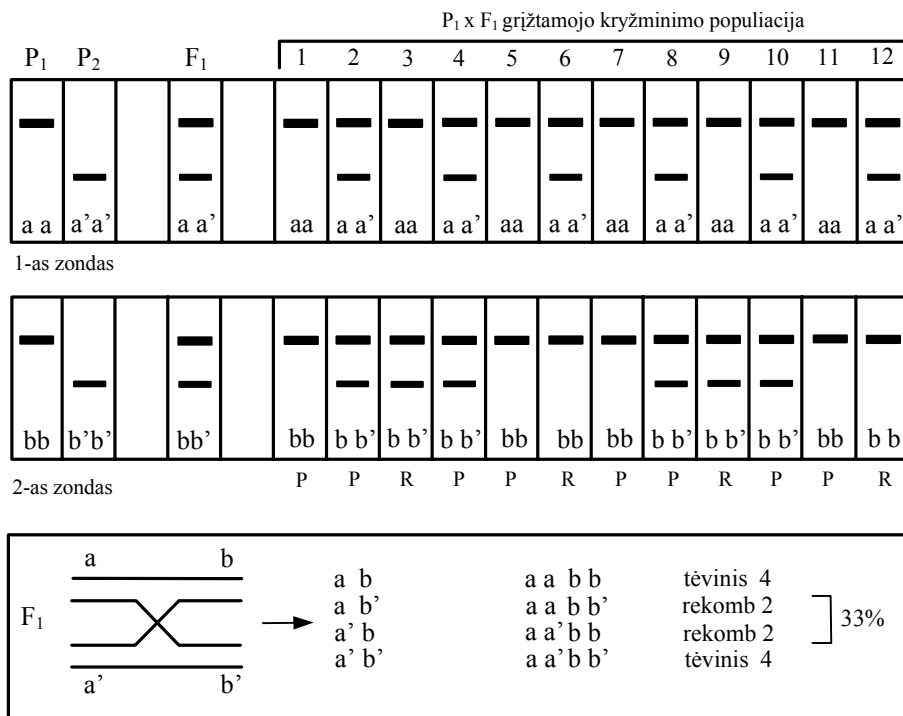 P1 x F1 grįžtamojo kryžminimo populiacija
P1 P2 F1 1 2 3 4 5 6 7 8 9 10 11 12
a a a’a’ a a’ aa a a’ aa a a’ aa a a’ aa a a’ aa a a’ aa a a’
1-as zondas
bb b’b’ bb’ bb b b’ b b’ b b’ bb bb bb b b’ b b’ b b’ bb b b
2-as zondas P P R P P R P P R P P R
a b
F1
a’ b’
a b a a b b tėvinis 4
a b’ a a b b’ rekomb 2
a’ b a a’ b b rekomb 2
33%
a’ b’ a a’ b b’ tėvinis 4